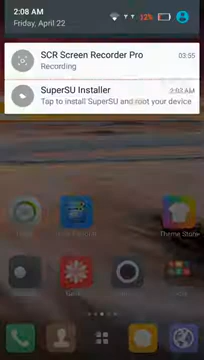 2:08 AM
12%
Friday, April 22
SCR Screen Recorder Pro
03:55
Recording
SuperSU Installer
2:03 AM
Tap to install SuperSU and root your device
Theme Store